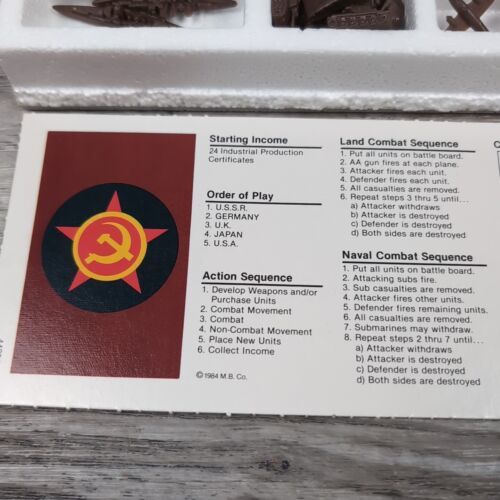 Starting Income
24 Industrial Production
Certificates
Order of Play
1. U.S.S.R.
2. GERMANY
3. U.K.
4. JAPAN
5. U.S.A.
Action Sequence
1. Develop Weapons and/or
Purchase Units
2. Combat Movement
3. Combat
4. Non-Combat Movement
5. Place New Units
6. Collect Income
©1984 M.B. Co.
Land Combat Sequence
1. Put all units on battle board.
2. AA gun fires at each plane.
3. Attacker fires each unit.
4. Defender fires each unit.
5. All casualties are removed.
6. Repeat steps 3 thru 5 until...
a) Attacker withdraws
b) Attacker is destroyed
c) Defender is destroyed
d) Both sides are destroyed
Naval Combat Sequence
1. Put all units on battle board.
2. Attacking subs fire.
3. Sub casualties are removed.
4. Attacker fires other units.
5. Defender fires remaining units.
6. All casualties are removed.
7. Submarines may withdraw.
8. Repeat steps 2 thru 7 until...
a) Attacker withdraws
b) Attacker is destroyed
c) Defender is destroyed
d) Both sides are destroyed